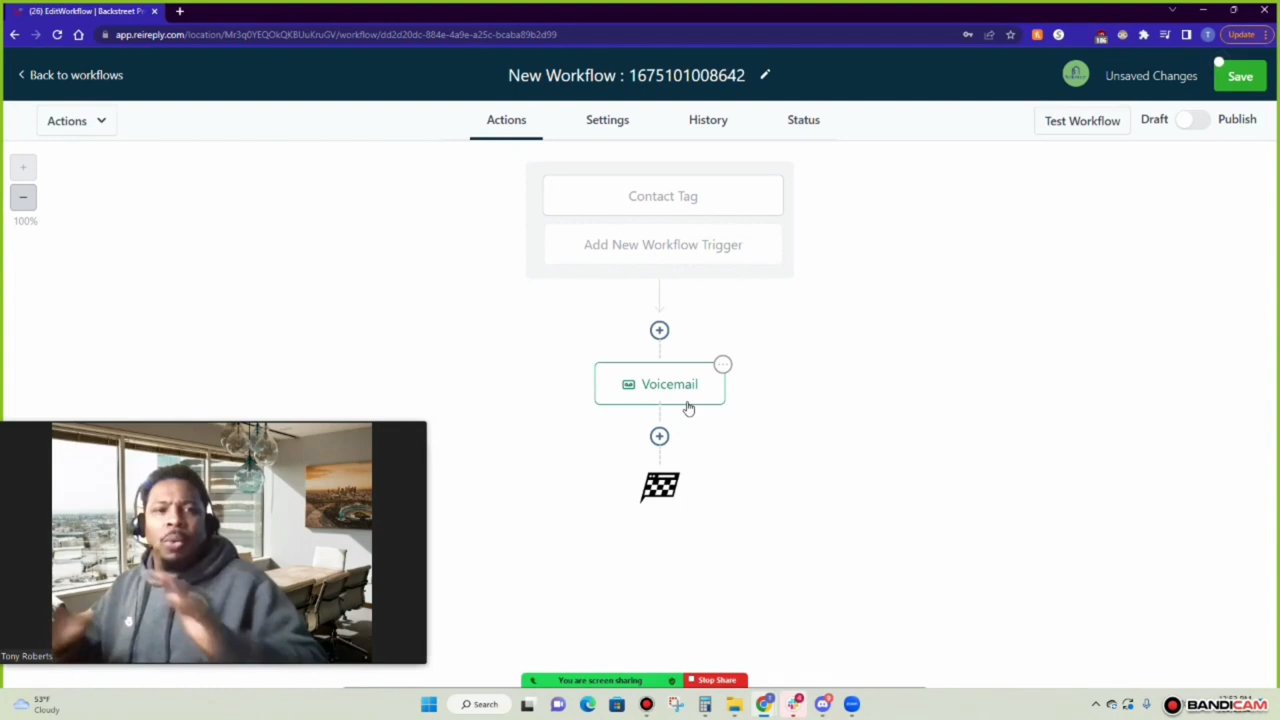 (26) EditWorkflow | Backstreet Pr
app.reireply.com/location/Mr3q0YEQOkQKBUuKruGV/workflow/dd2d20dc-884e-4a9e-a25c-bcaba89b2d99
Update
Back to workflows
New Workflow : 1675101008642
Unsaved Changes
Save
Actions
Actions
Settings
History
Status
Test Workflow
Draft
Publish
+
−
100%
Contact Tag
Add New Workflow Trigger
Voicemail
Tony Roberts
You are screen sharing
Stop Share
53°F
Cloudy
Search
BANDICAM